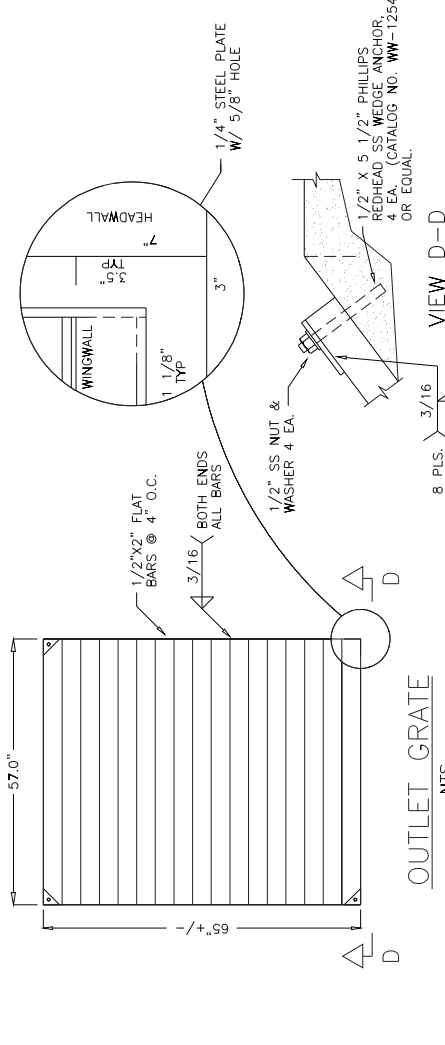 57.0"
65"+/-
1/2"X2" FLAT
BARS @ 4" O.C.
3/16
BOTH ENDS
ALL BARS
D
D
OUTLET GRATE
NTS
WINGWALL
HEADWALL
3.5"
TYP
7"
1 1/8"
TYP
3"
1/4" STEEL PLATE
W/ 5/8" HOLE
1/2" SS NUT &
WASHER 4 EA.
1/2" X 5 1/2" PHILLIPS
REDHEAD SS WEDGE ANCHOR,
4 EA. (CATALOG NO. WW-1254
OR EQUAL.
3/16
8 PLS.
VIEW D-D